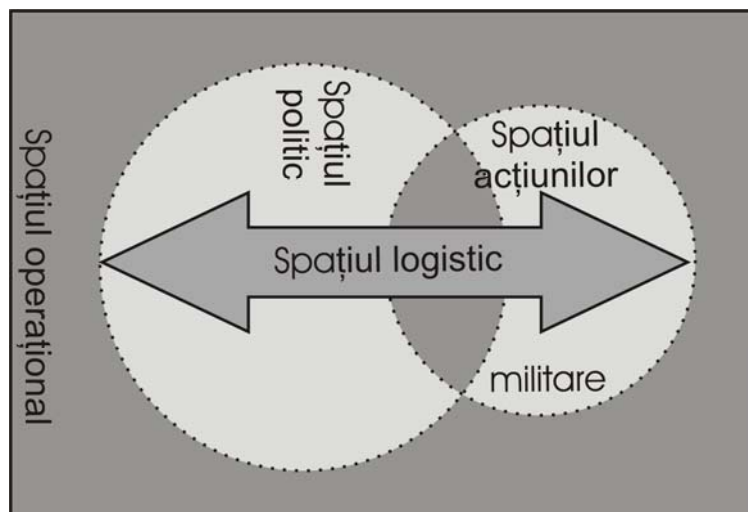 Spațiul operațional
Spațiul
politic
Spațiul
acțiunilor
Spațiul logistic
militare